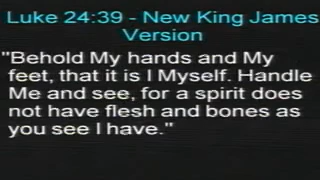 Luke 24:39 - New King James
Version
"Behold My hands and My
feet, that it is I Myself. Handle
Me and see, for a spirit does
not have flesh and bones as
you see I have."